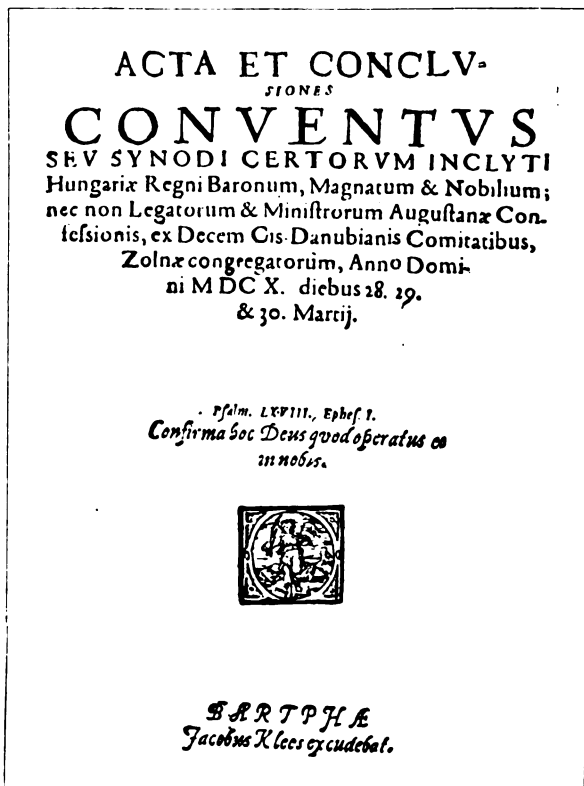 ACTA ET CONCLV-
SIONES
CONVENTVS
SEV SYNODI CERTORVM INCLYTI
Hungariæ Regni Baronum, Magnatum & Nobilium;
nec non Legatorum & Miniſtrorum Auguſtanæ Con-
feſsionis, ex Decem Cis-Danubianis Comitatibus,
Zolnæ congregatorum, Anno Domi-
ni M DC X. diebus 28. 29.
& 30. Martij.
Pſalm. LXVIII., Epheſ. I.
Confirma hoc Deus quod operatus es
in nobis.
BARTPHÆ
Jacobus Klees excudebat.